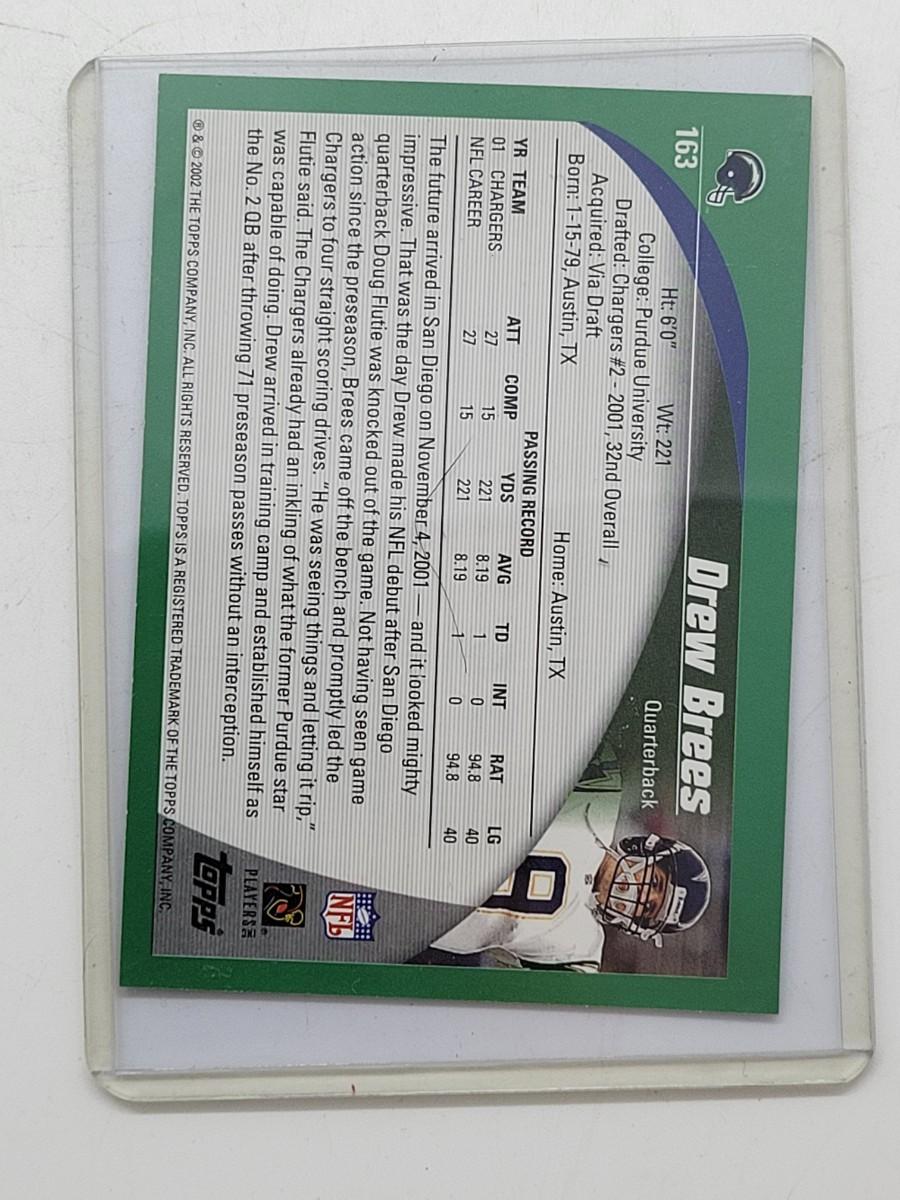 163
Drew Brees
Quarterback
Ht: 6'0" Wt: 221
College: Purdue University
Drafted: Chargers #2 - 2001, 32nd Overall
Acquired: Via Draft
Born: 1-15-79, Austin, TX Home: Austin, TX
PASSING RECORD
YR TEAM ATT COMP YDS AVG TD INT RAT LG
01 CHARGERS 27 15 221 8.19 1 0 94.8 40
NFL CAREER 27 15 221 8.19 1 0 94.8 40
The future arrived in San Diego on November 4, 2001 — and it looked mighty
impressive. That was the day Drew made his NFL debut after San Diego
quarterback Doug Flutie was knocked out of the game. Not having seen game
action since the preseason, Brees came off the bench and promptly led the
Chargers to four straight scoring drives. "He was seeing things and letting it rip,"
Flutie said. The Chargers already had an inkling of what the former Purdue star
was capable of doing. Drew arrived in training camp and established himself as
the No. 2 QB after throwing 71 preseason passes without an interception.
9
NFL
PLAYERS INC
topps®
® & © 2002 THE TOPPS COMPANY, INC. ALL RIGHTS RESERVED. TOPPS IS A REGISTERED TRADEMARK OF THE TOPPS COMPANY, INC.